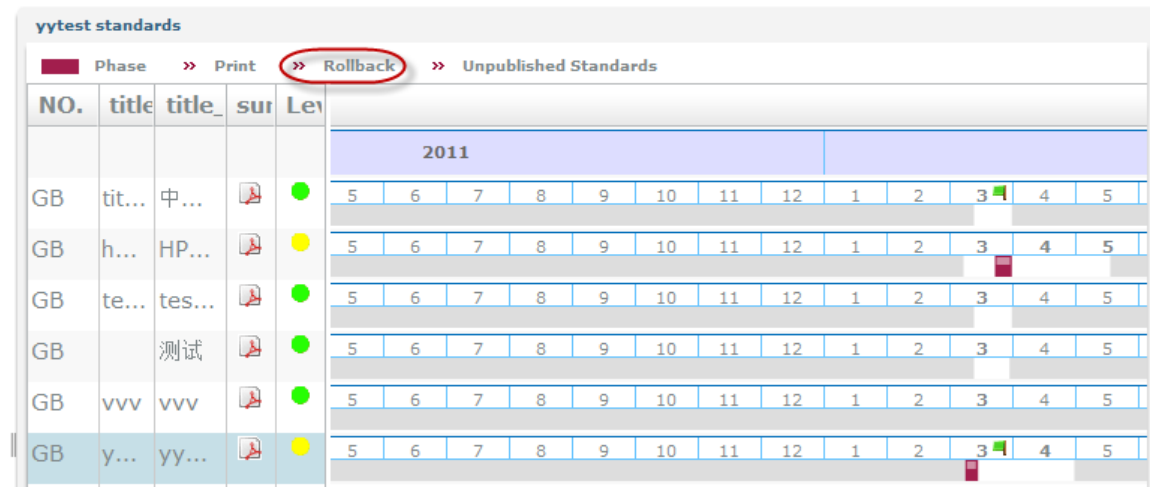 yytest standards
Phase » Print » Rollback » Unpublished Standards
NO. title title_ sur Lev
2011
GB tit... 中... 5 6 7 8 9 10 11 12 1 2 3 4 5
GB h... HP... 5 6 7 8 9 10 11 12 1 2 3 4 5
GB te... tes... 5 6 7 8 9 10 11 12 1 2 3 4 5
GB 测试 5 6 7 8 9 10 11 12 1 2 3 4 5
GB vvv vvv 5 6 7 8 9 10 11 12 1 2 3 4 5
GB y... yy... 5 6 7 8 9 10 11 12 1 2 3 4 5